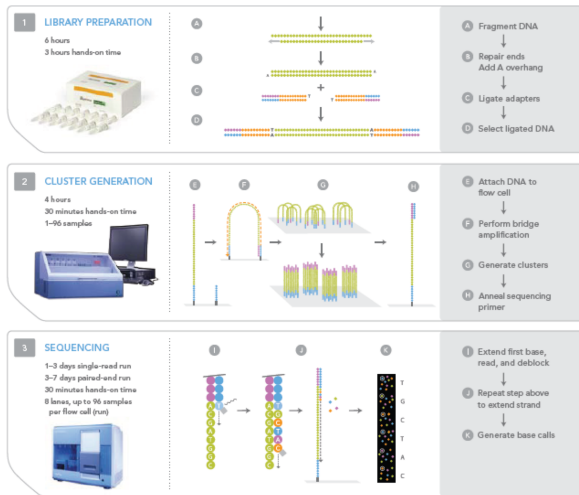 1 LIBRARY PREPARATION
6 hours
3 hours hands-on time
A
B
A
A
C
+
T
T
D
T
A
A
T
A Fragment DNA
B Repair ends
Add A overhang
C Ligate adapters
D Select ligated DNA
2 CLUSTER GENERATION
4 hours
30 minutes hands-on time
1–96 samples
E
F
G
H
E Attach DNA to
flow cell
F Perform bridge
amplification
G Generate clusters
H Anneal sequencing
primer
3 SEQUENCING
1–3 days single-read run
3–7 days paired-end run
30 minutes hands-on time
8 lanes, up to 96 samples
per flow cell (run)
I
J
K
T
G
C
T
A
C
I Extend first base,
read, and deblock
J Repeat step above
to extend strand
K Generate base calls